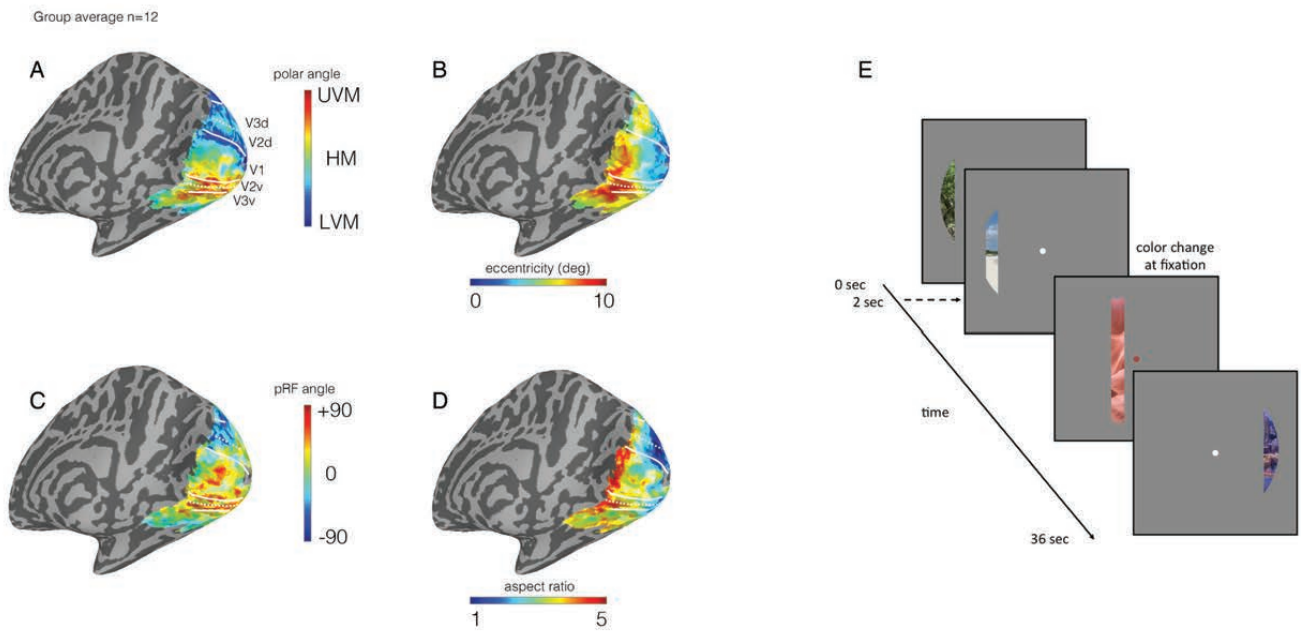 Group average n=12
A
polar angle
UVM
HM
LVM
V3d
V2d
V1
V2v
V3v
B
eccentricity (deg)
0 10
C
pRF angle
+90
0
-90
D
aspect ratio
1 5
E
color change
at fixation
0 sec
2 sec
time
36 sec